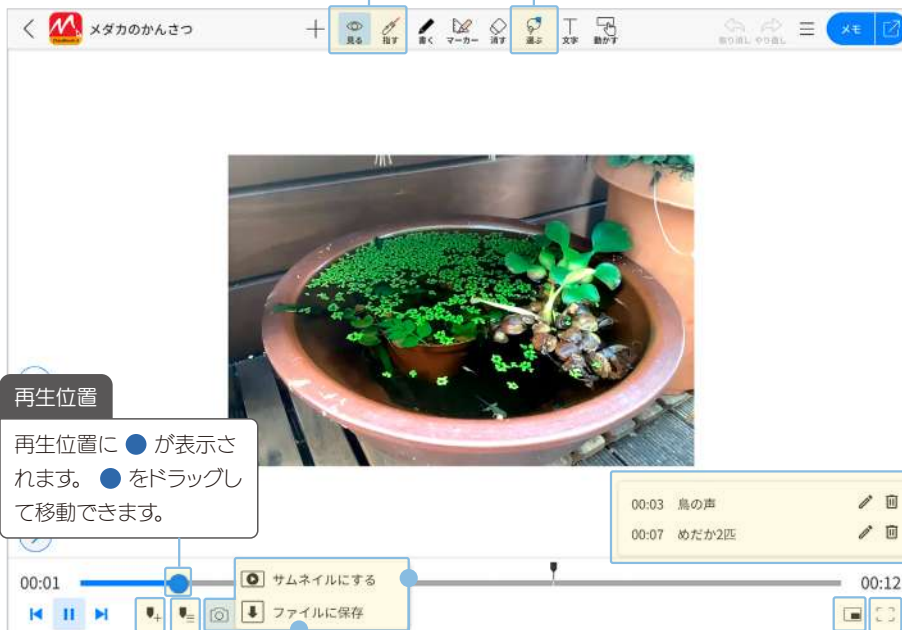 メダカのかんさつ
見る
指す
書く
マーカー
消す
選ぶ
文字
動かす
取り消し
やり直し
メモ
再生位置
再生位置に ● が表示さ
れます。 ● をドラッグし
て移動できます。
00:03 鳥の声
00:07 めだか2匹
00:01
00:12
サムネイルにする
ファイルに保存